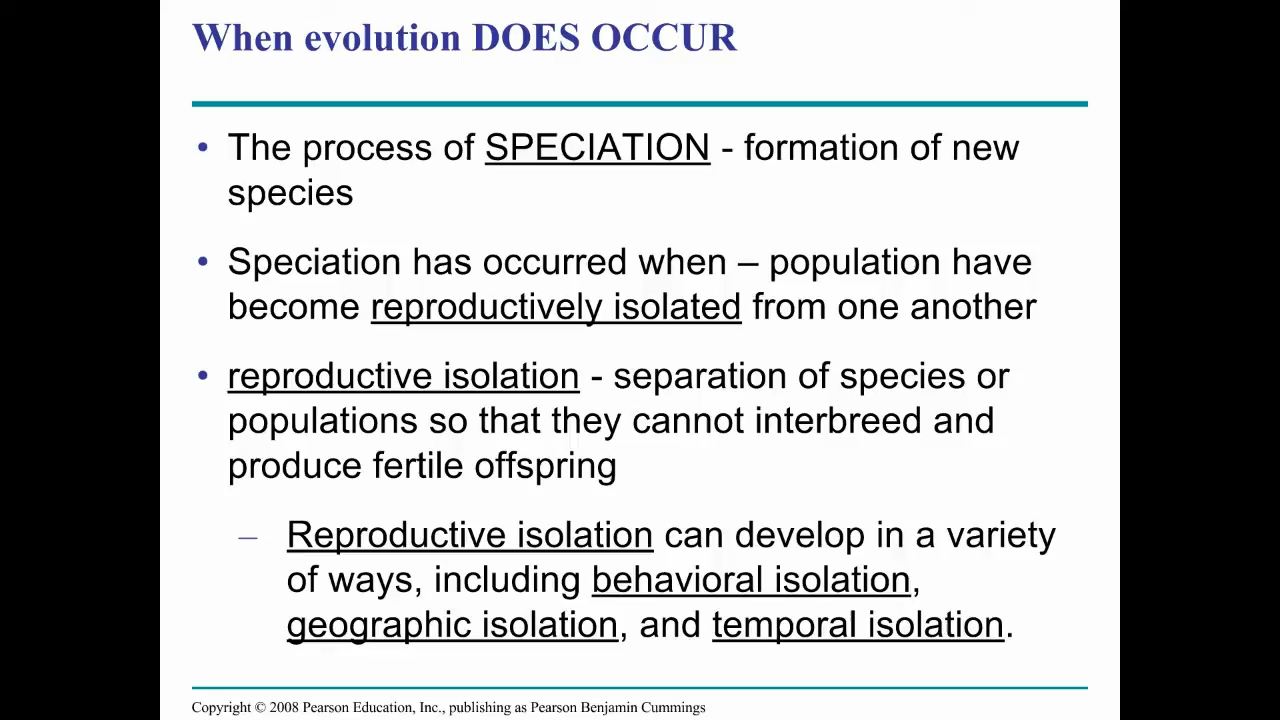 When evolution DOES OCCUR
• The process of SPECIATION - formation of new
species
• Speciation has occurred when – population have
become reproductively isolated from one another
• reproductive isolation - separation of species or
populations so that they cannot interbreed and
produce fertile offspring
– Reproductive isolation can develop in a variety
of ways, including behavioral isolation,
geographic isolation, and temporal isolation.
Copyright © 2008 Pearson Education, Inc., publishing as Pearson Benjamin Cummings